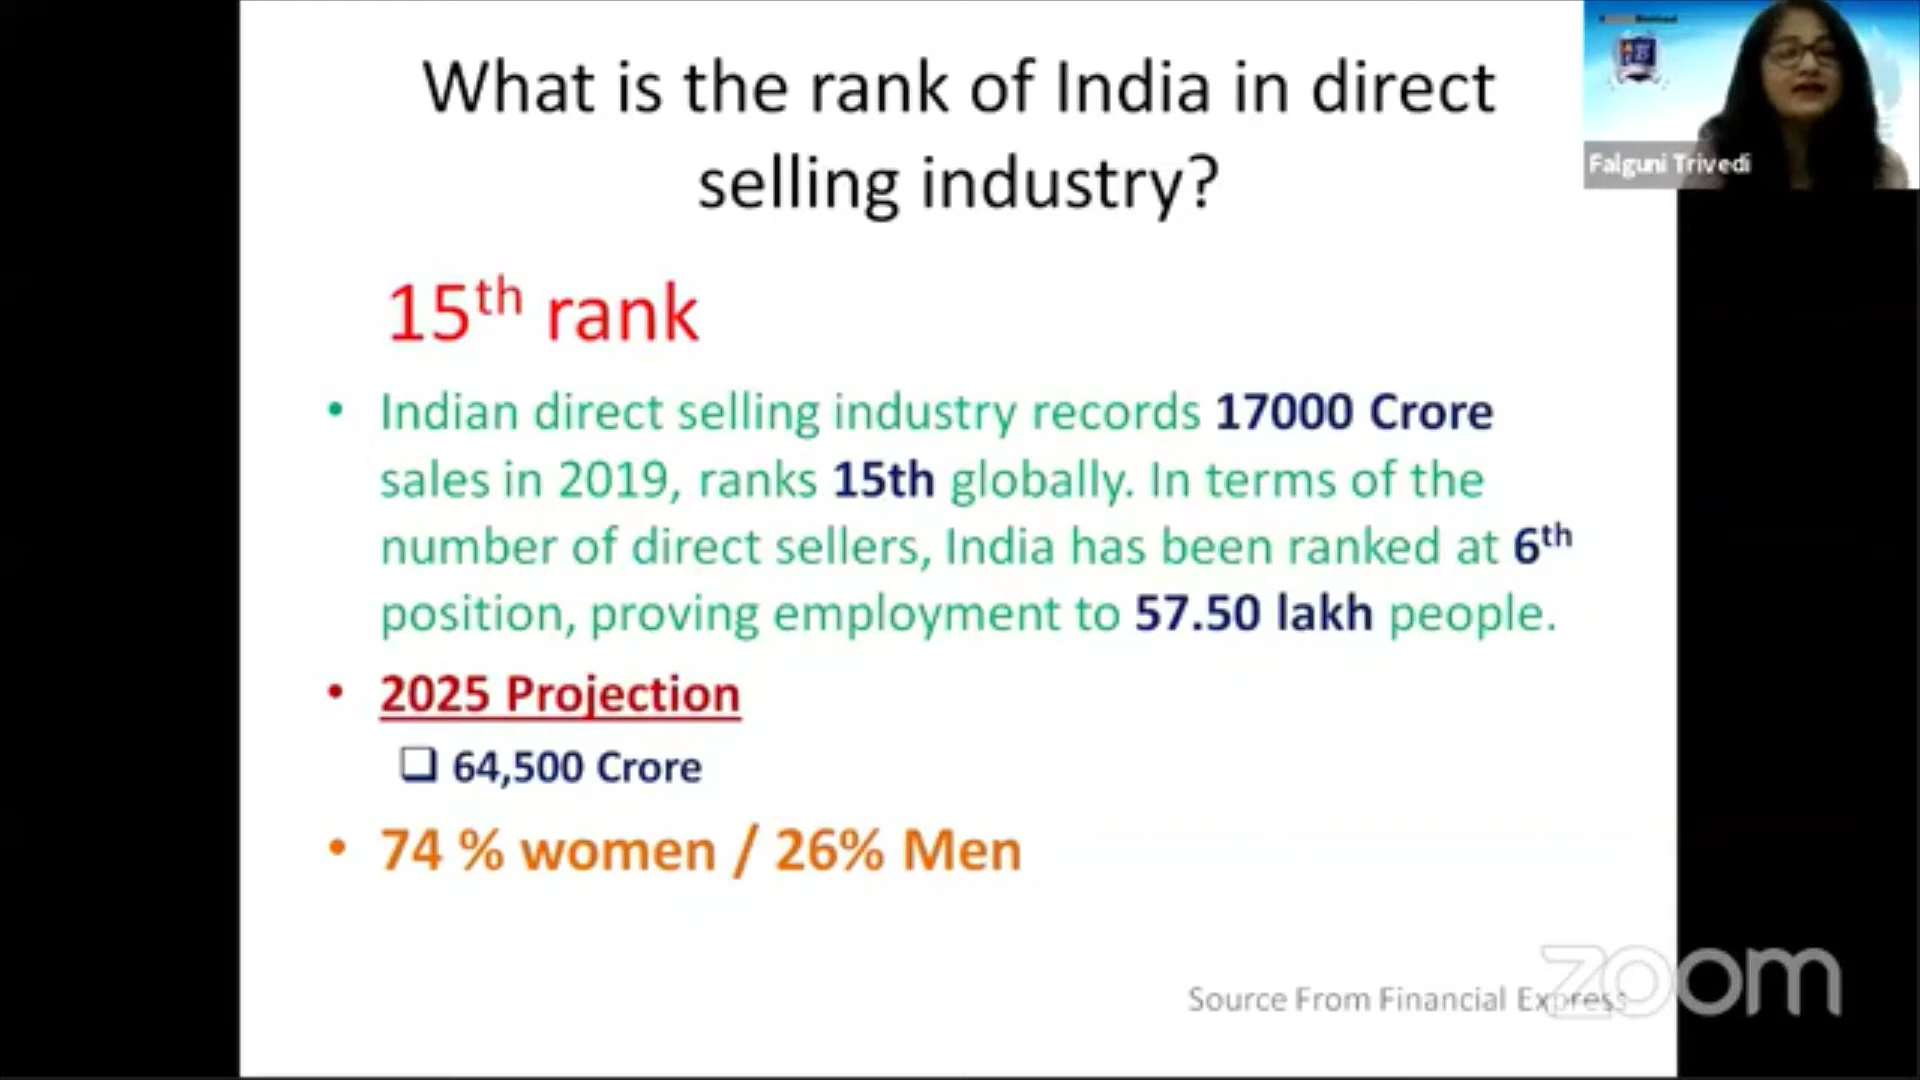 What is the rank of India in direct
selling industry?
Falguni Trivedi
15th rank
• Indian direct selling industry records 17000 Crore
sales in 2019, ranks 15th globally. In terms of the
number of direct sellers, India has been ranked at 6th
position, proving employment to 57.50 lakh people.
• 2025 Projection
❑ 64,500 Crore
• 74 % women / 26% Men
Source From Financial Express
zoom